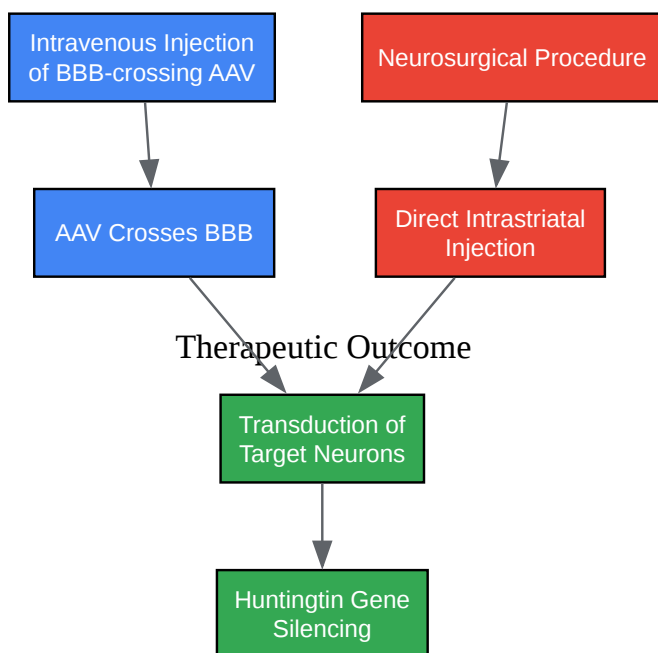 Intravenous Injection
of BBB-crossing AAV
Neurosurgical Procedure
AAV Crosses BBB
Direct Intrastriatal
Injection
Therapeutic Outcome
Transduction of
Target Neurons
Huntingtin Gene
Silencing